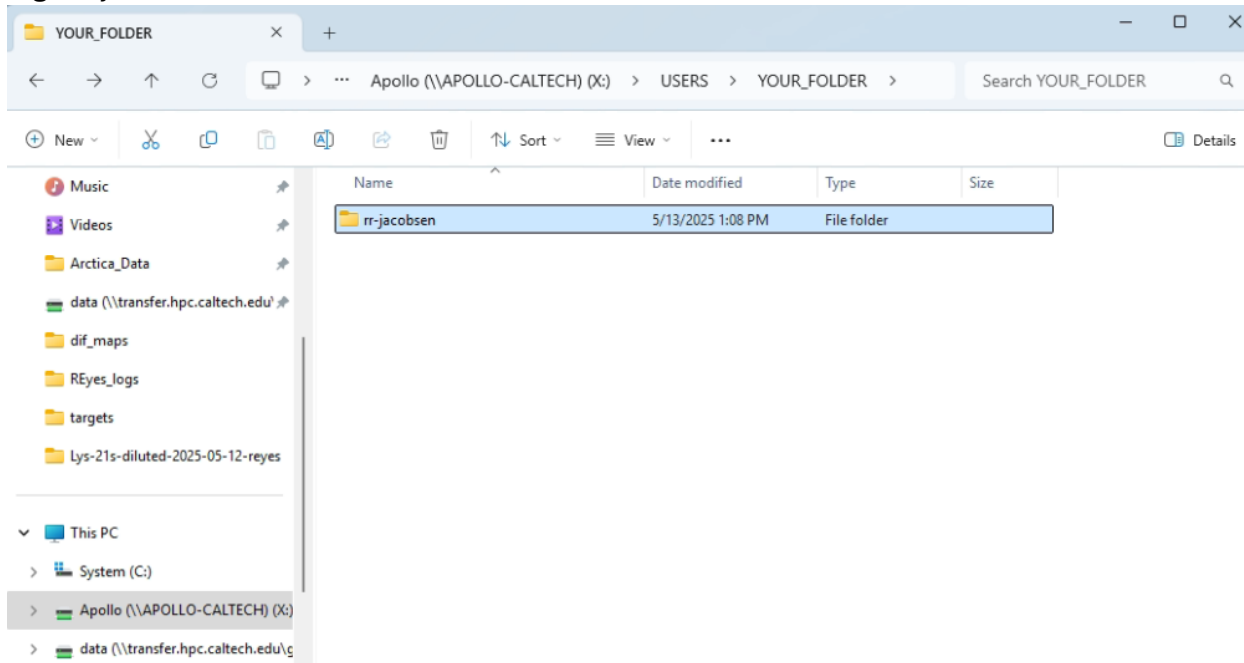 YOUR_FOLDER
Apollo (\\APOLLO-CALTECH) (X:) > USERS > YOUR_FOLDER > Search YOUR_FOLDER
New Sort View ... Details
Name Date modified Type Size
Music
rr-jacobsen 5/13/2025 1:08 PM File folder
Videos
Arctica_Data
data (\\transfer.hpc.caltech.edu\
dif_maps
REyes_logs
targets
Lys-21s-diluted-2025-05-12-reyes
This PC
System (C:)
Apollo (\\APOLLO-CALTECH) (X:)
data (\\transfer.hpc.caltech.edu\g